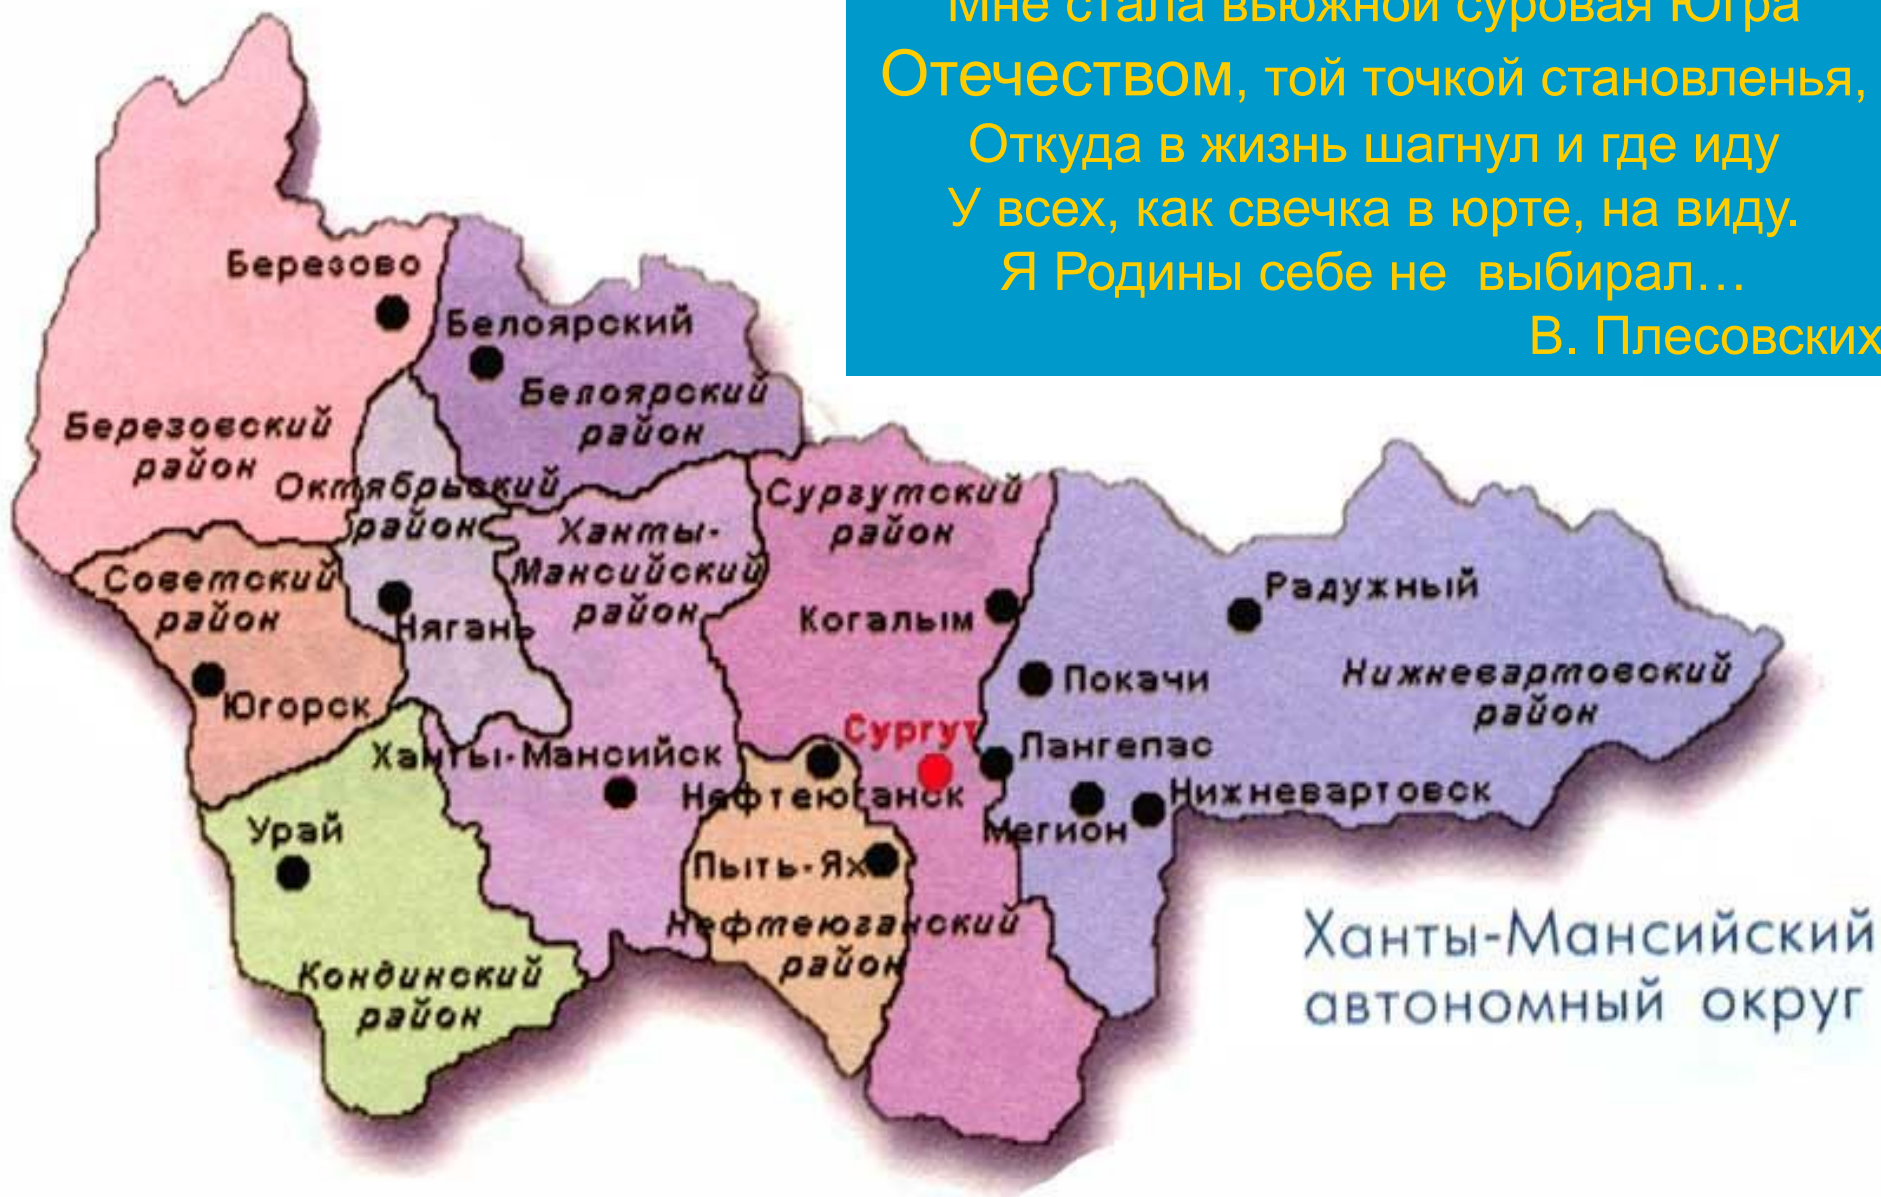 Мне стала вьюжной суровая Югра
Отечеством, той точкой становленья,
Откуда в жизнь шагнул и где иду
У всех, как свечка в юрте, на виду.
Я Родины себе не выбирал…
В. Плесовских
Березово
Белоярский
Белоярский
район
Березовский
район
Октябрьский
район
Сургутский
район
Ханты-
Мансийский
район
Советский
район
Нягань
Когалым
Радужный
Покачи
Нижневартовский
район
Югорск
Сургут
Лангепас
Ханты-Мансийск
Нефтеюганск
Нижневартовск
Мегион
Урай
Пыть-Ях
Нефтеюганский
район
Кондинский
район
Ханты-Мансийский
автономный округ